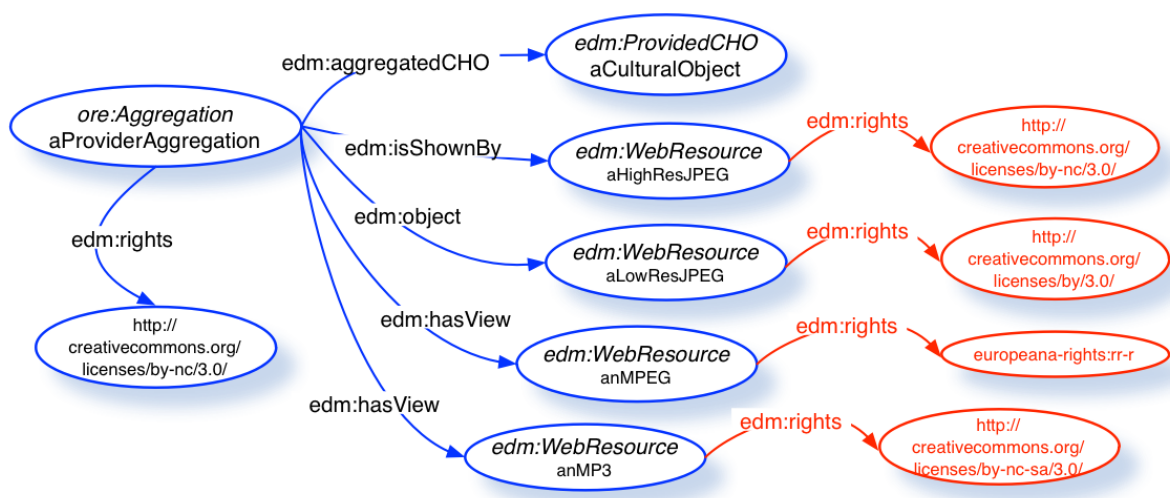 edm:ProvidedCHO
aCulturalObject
edm:aggregatedCHO
ore:Aggregation
aProviderAggregation
edm:isShownBy
edm:WebResource
aHighResJPEG
edm:rights
http://
creativecommons.org/
licenses/by-nc/3.0/
edm:object
edm:WebResource
aLowResJPEG
edm:rights
http://
creativecommons.org/
licenses/by/3.0/
edm:rights
http://
creativecommons.org/
licenses/by-nc/3.0/
edm:hasView
edm:WebResource
anMPEG
edm:rights
europeana-rights:rr-r
edm:hasView
edm:WebResource
anMP3
edm:rights
http://
creativecommons.org/
licenses/by-nc-sa/3.0/